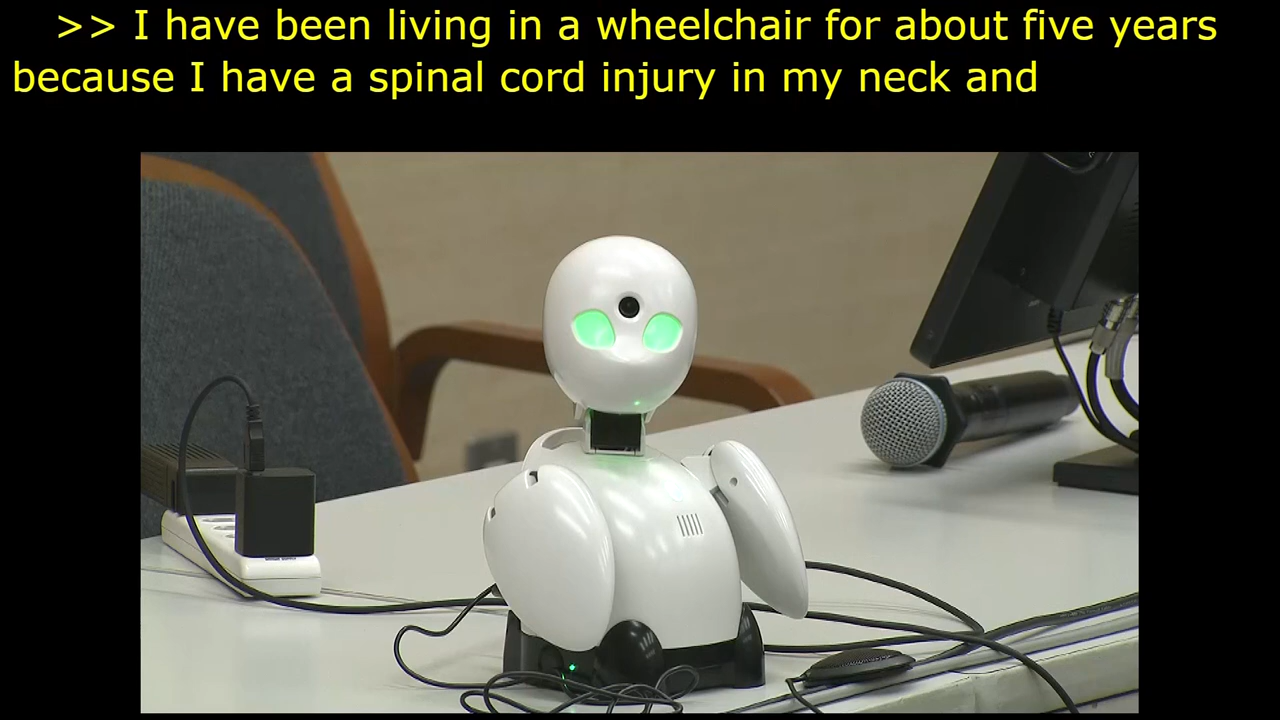 >> I have been living in a wheelchair for about five years
because I have a spinal cord injury in my neck and